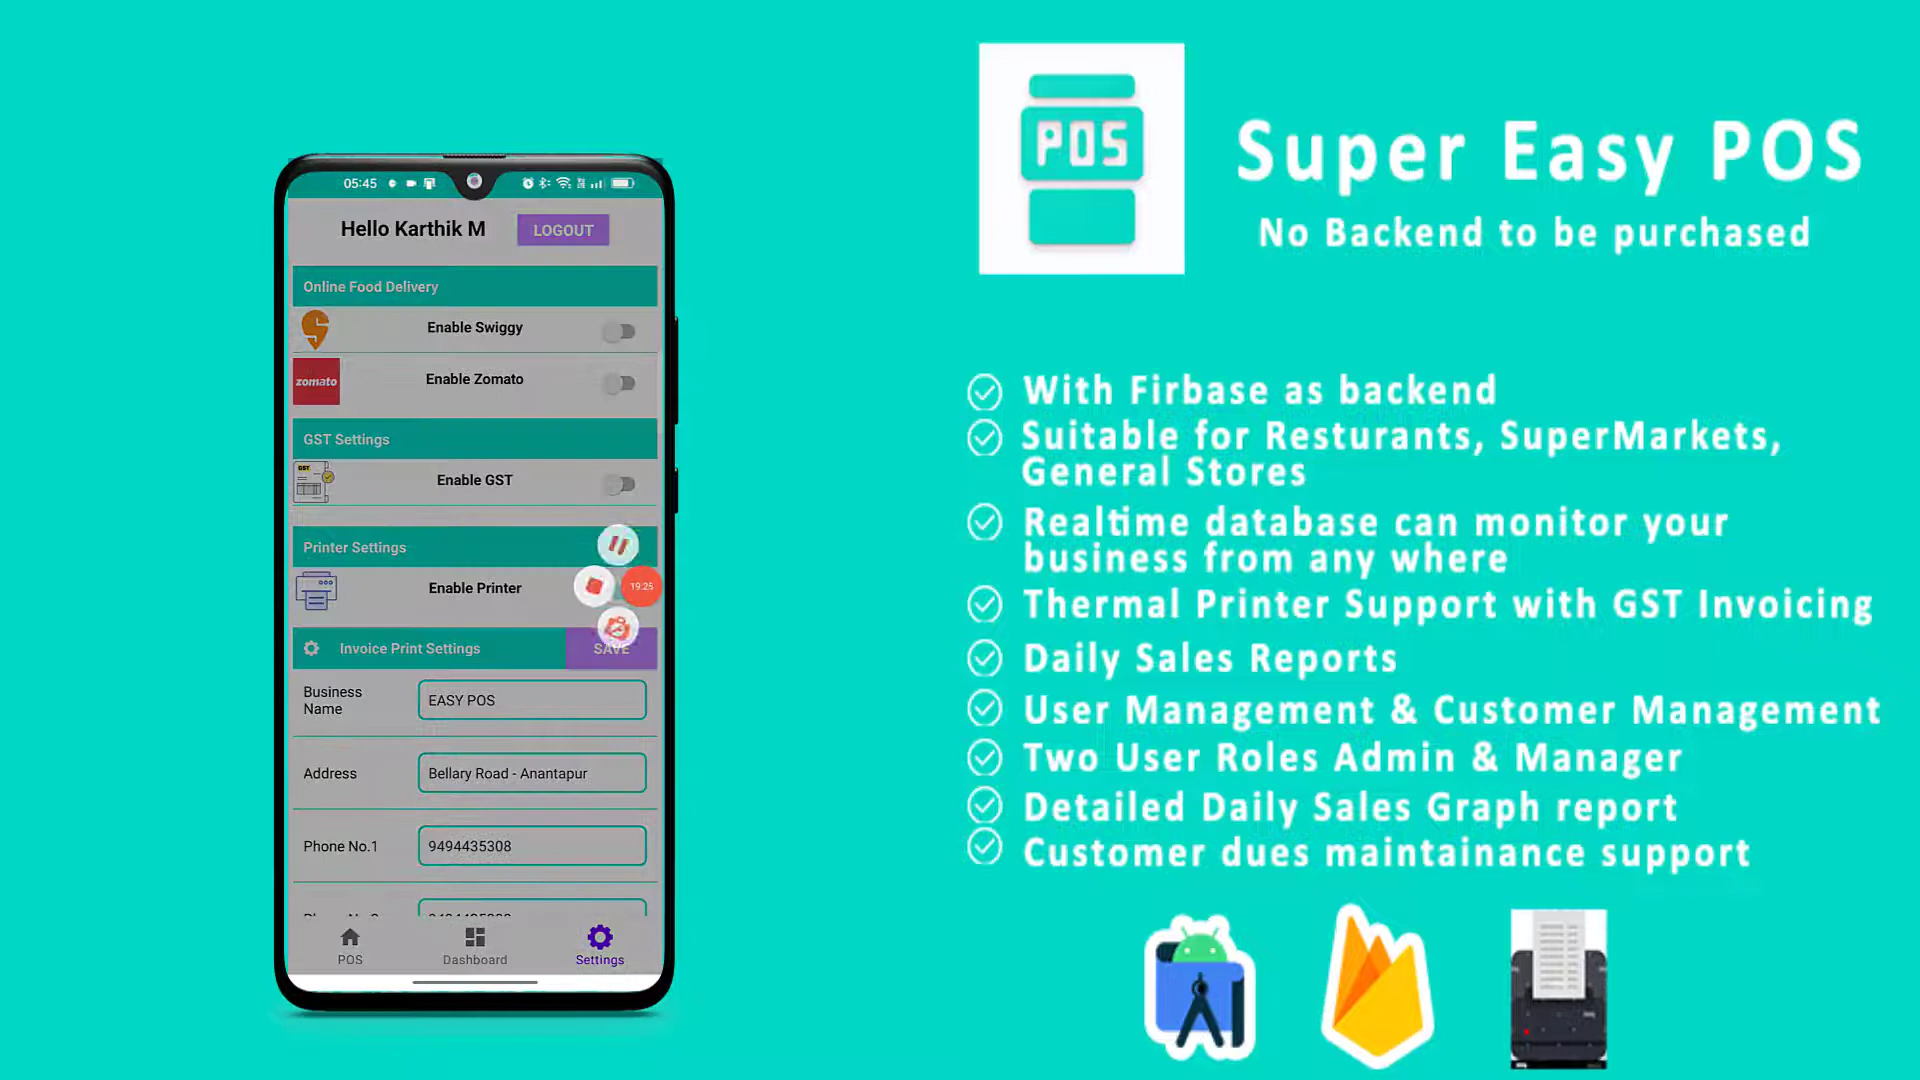 05:45
Hello Karthik M
LOGOUT
Online Food Delivery
Enable Swiggy
zomato
Enable Zomato
GST Settings
GST
Enable GST
Printer Settings
Enable Printer
19:25
Invoice Print Settings
SAVE
Business
Name
EASY POS
Address
Bellary Road - Anantapur
Phone No.1
9494435308
POS
Dashboard
Settings
POS
Super Easy POS
No Backend to be purchased
With Firbase as backend
Suitable for Resturants, SuperMarkets,
General Stores
Realtime database can monitor your
business from any where
Thermal Printer Support with GST Invoicing
Daily Sales Reports
User Management & Customer Management
Two User Roles Admin & Manager
Detailed Daily Sales Graph report
Customer dues maintainance support